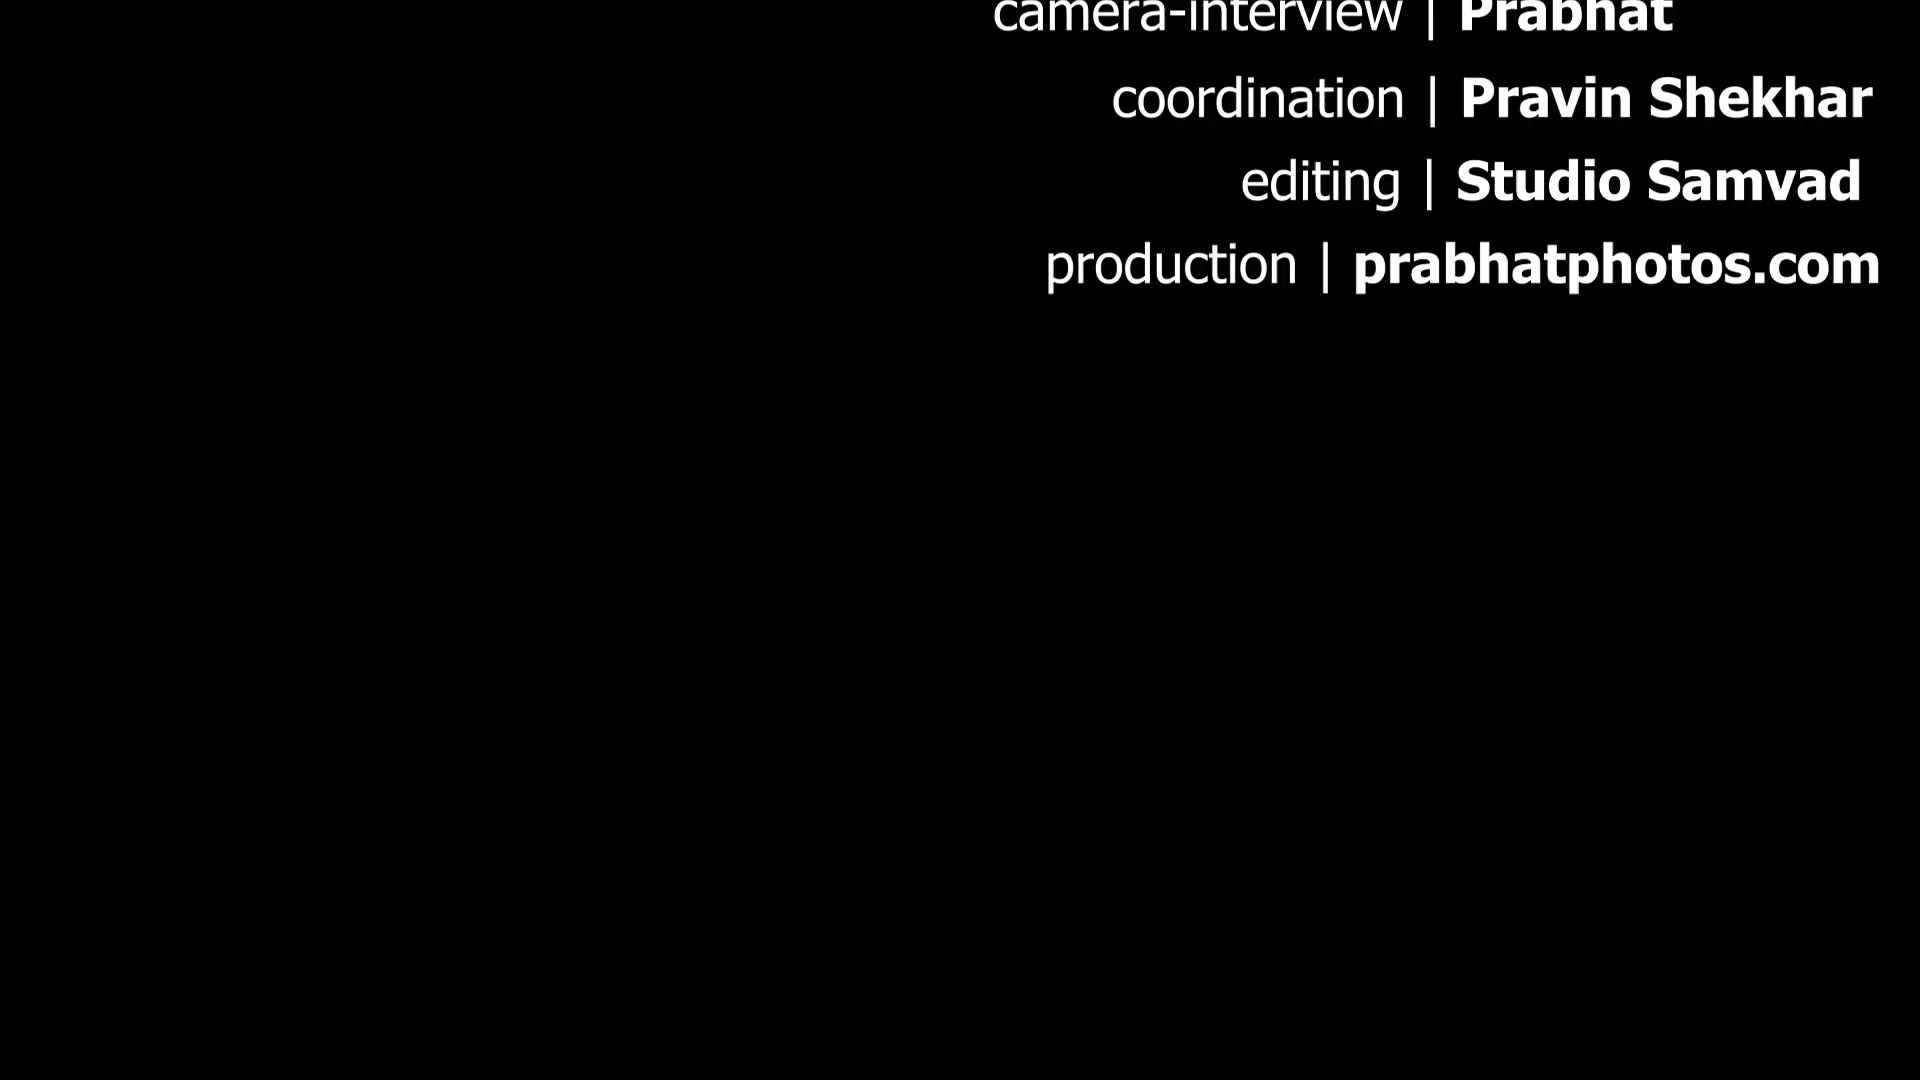 camera-interview | Prabhat
coordination | Pravin Shekhar
editing | Studio Samvad
production | prabhatphotos.com